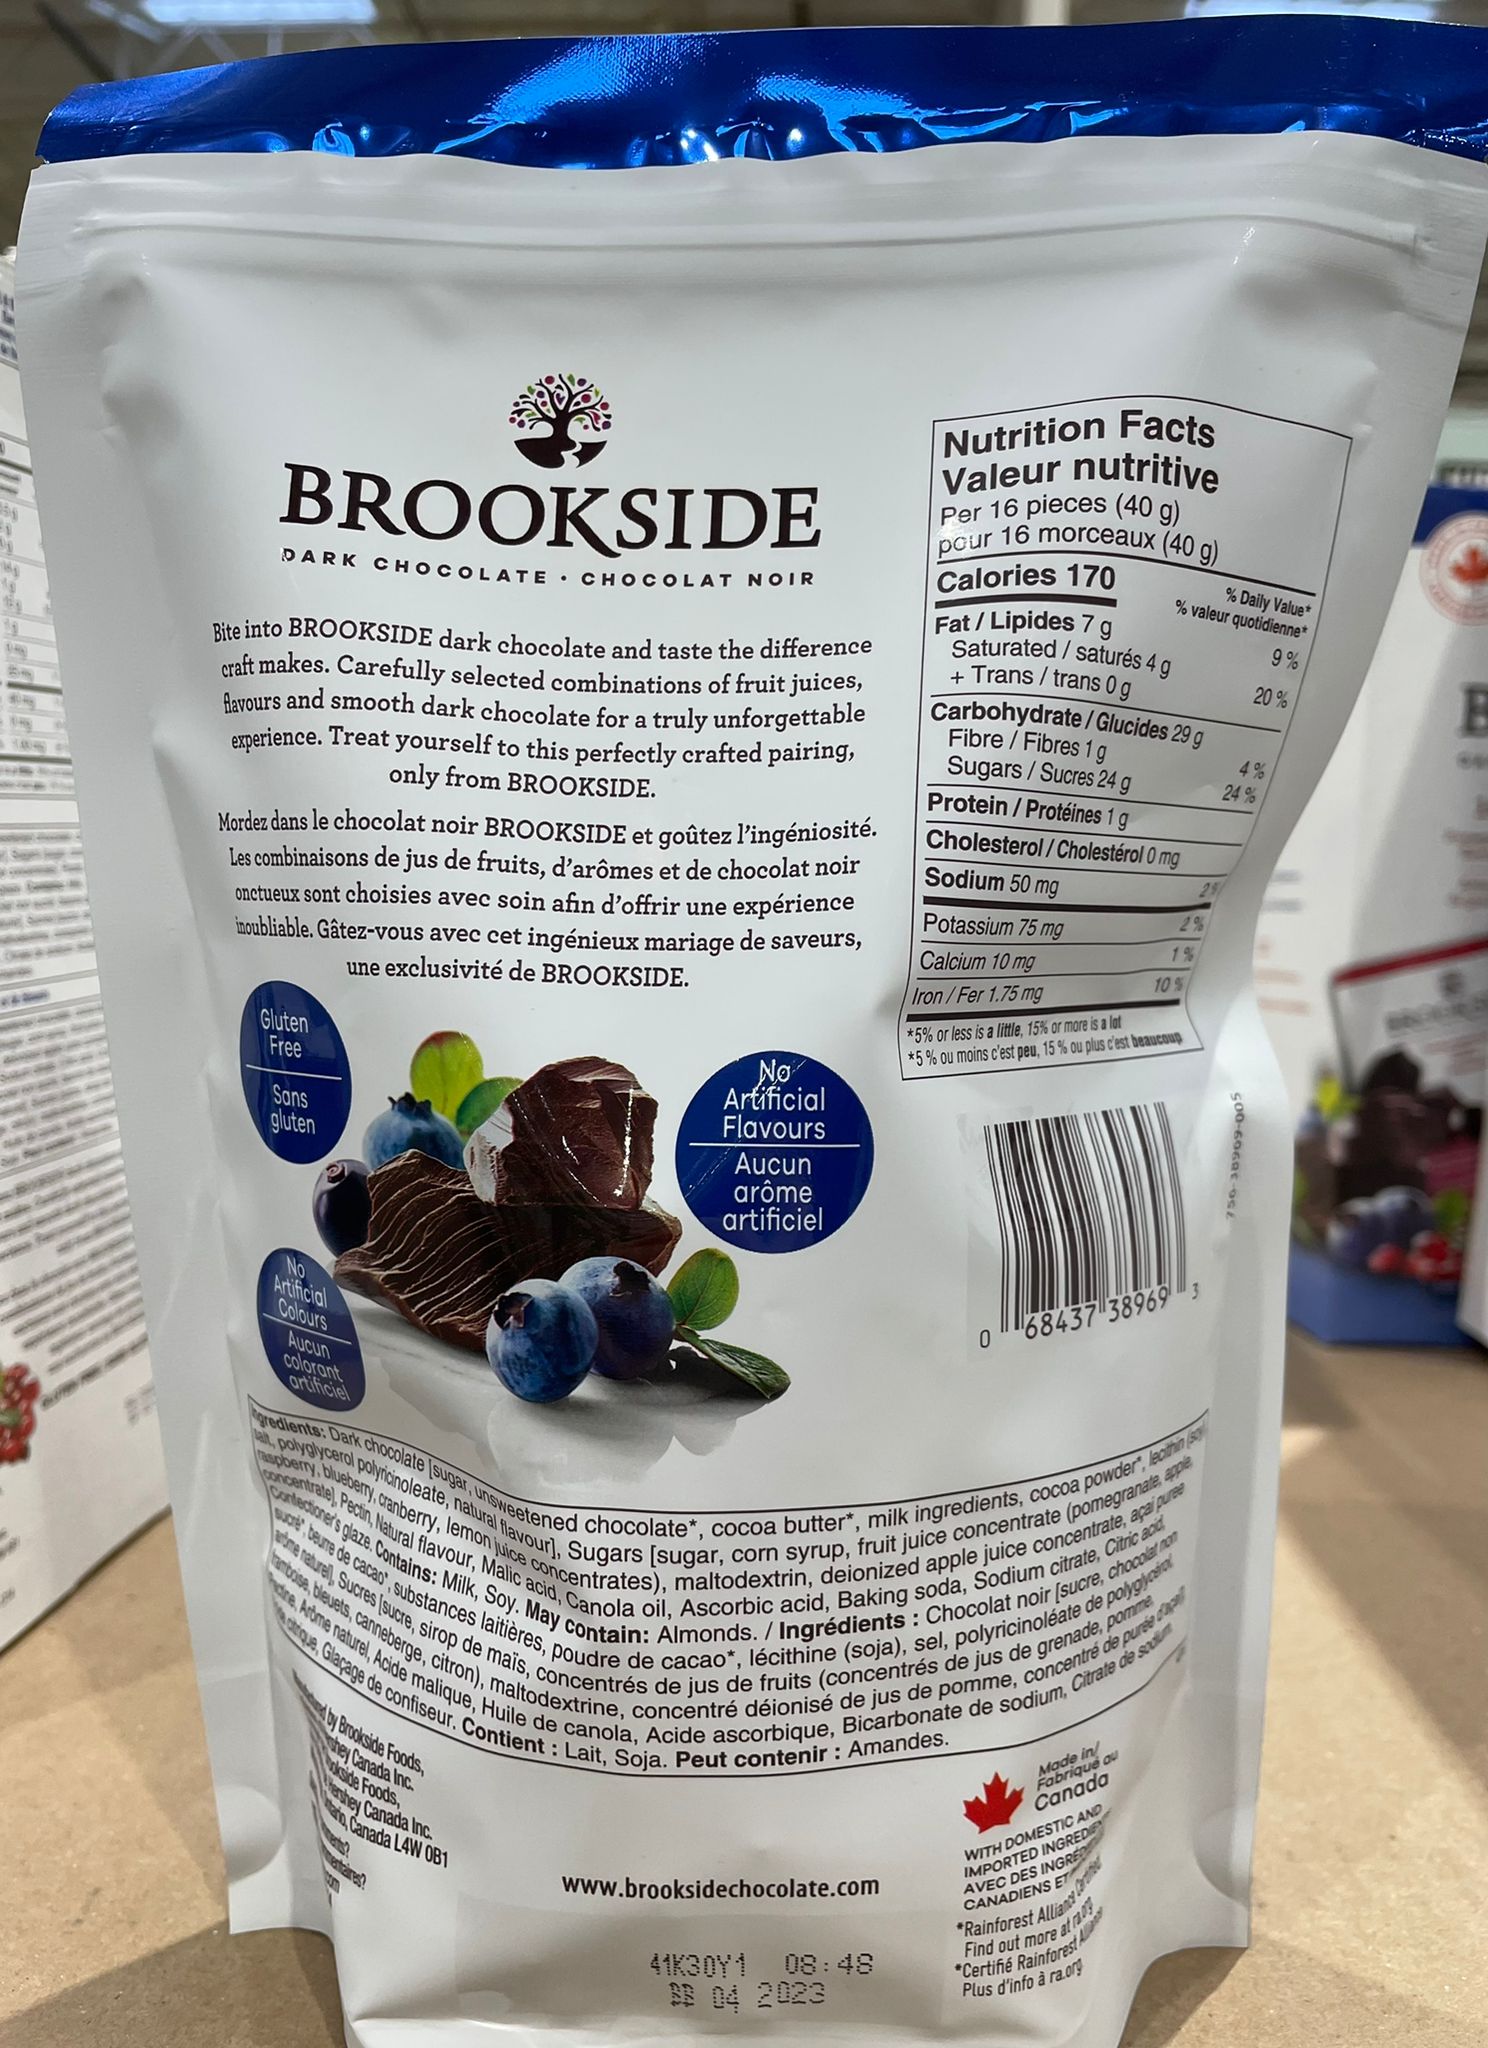 BROOKSIDE
DARK CHOCOLATE • CHOCOLAT NOIR
Bite into BROOKSIDE dark chocolate and taste the difference
craft makes. Carefully selected combinations of fruit juices,
flavours and smooth dark chocolate for a truly unforgettable
experience. Treat yourself to this perfectly crafted pairing,
only from BROOKSIDE.
Mordez dans le chocolat noir BROOKSIDE et goûtez l'ingéniosité.
Les combinaisons de jus de fruits, d'arômes et de chocolat noir
onctueux sont choisies avec soin afin d'offrir une expérience
inoubliable. Gâtez-vous avec cet ingénieux mariage de saveurs,
une exclusivité de BROOKSIDE.
Nutrition Facts
Valeur nutritive
Per 16 pieces (40 g)
pour 16 morceaux (40 g)
Calories 170
% Daily Value*
% valeur quotidienne*
Fat / Lipides 7 g 9 %
Saturated / saturés 4 g
+ Trans / trans 0 g 20 %
Carbohydrate / Glucides 29 g
Fibre / Fibres 1 g 4 %
Sugars / Sucres 24 g 24 %
Protein / Protéines 1 g
Cholesterol / Cholestérol 0 mg
Sodium 50 mg 2 %
Potassium 75 mg 2 %
Calcium 10 mg 1 %
Iron / Fer 1.75 mg 10 %
*5% or less is a little, 15% or more is a lot
*5 % ou moins c'est peu, 15 % ou plus c'est beaucoup
Gluten
Free
Sans
gluten
No
Artificial
Flavours
Aucun
arôme
artificiel
No
Artificial
Colours
Aucun
colorant
artificiel
750-38969-005
0 68437 38969 3
Ingredients: Dark chocolate [sugar, unsweetened chocolate*, cocoa butter*, milk ingredients, cocoa powder*, lecithin (soy),
salt, polyglycerol polyricinoleate, natural flavour], Sugars [sugar, corn syrup, fruit juice concentrate (pomegranate, apple,
raspberry, blueberry, cranberry, lemon juice concentrates), maltodextrin, deionized apple juice concentrate, açai puree
concentrate], Pectin, Natural flavour, Malic acid, Canola oil, Ascorbic acid, Baking soda, Sodium citrate, Citric acid,
Confectioner's glaze. Contains: Milk, Soy. May contain: Almonds. / Ingrédients : Chocolat noir [sucre, chocolat non
sucré*, beurre de cacao*, substances laitières, poudre de cacao*, lécithine (soja), sel, polyricinoléate de polyglycérol,
arôme naturel], Sucres [sucre, sirop de maïs, concentrés de jus de fruits (concentrés de jus de grenade, pomme,
framboise, bleuets, canneberge, citron), maltodextrine, concentré déionisé de jus de pomme, concentré de purée d'açai],
Pectine, Arôme naturel, Acide malique, Huile de canola, Acide ascorbique, Bicarbonate de sodium, Citrate de sodium,
citrique, Glaçage de confiseur. Contient : Lait, Soja. Peut contenir : Amandes.
by Brookside Foods,
Canada Inc.
Foods,
Hershey Canada Inc.
Canada L4W 0B1
www.brooksidechocolate.com
Made in/
Fabriqué au
Canada
WITH DOMESTIC AND
IMPORTED
AVEC DES
CANADIENS ET
*Rainforest Alliance
Find out more at ra.org
*Certifié Rainforest
Plus d'info à ra.org
41K30Y1 08:48
BB 04 2023